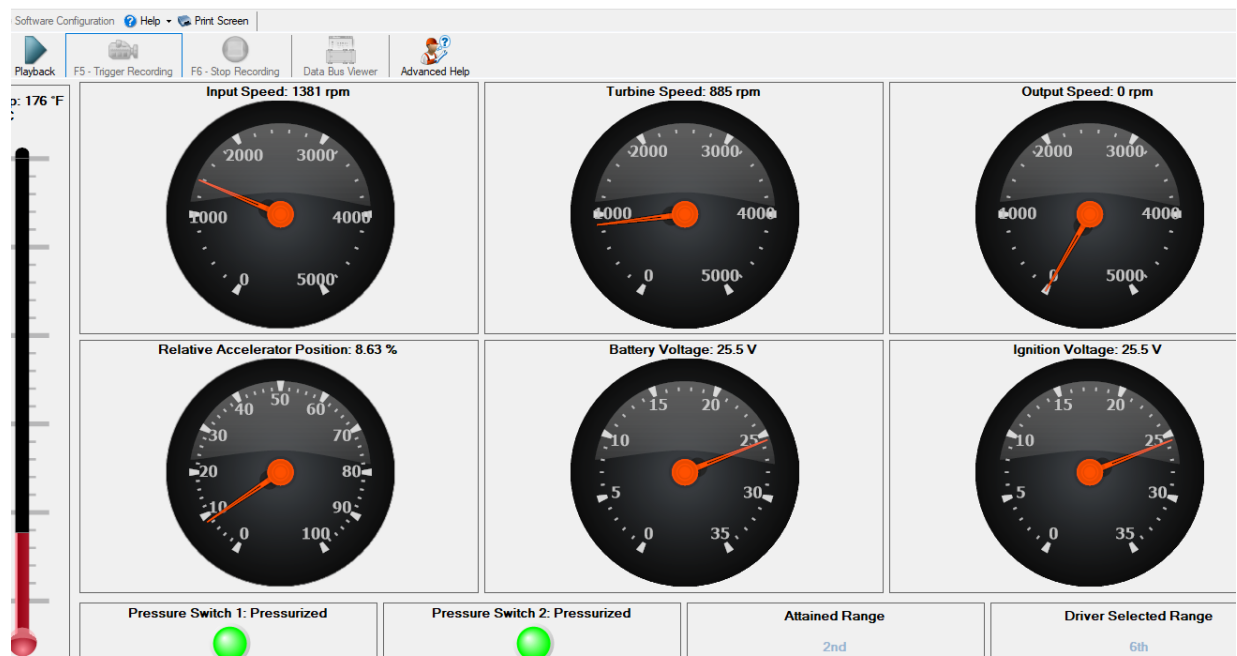 Software Configuration Help Print Screen
Playback F5 - Trigger Recording F6 - Stop Recording Data Bus Viewer Advanced Help
p: 176 °F
Input Speed: 1381 rpm
0 1000 2000 3000 4000 5000
Turbine Speed: 885 rpm
0 1000 2000 3000 4000 5000
Output Speed: 0 rpm
0 1000 2000 3000 4000 5000
Relative Accelerator Position: 8.63 %
0 10 20 30 40 50 60 70 80 90 100
Battery Voltage: 25.5 V
0 5 10 15 20 25 30 35
Ignition Voltage: 25.5 V
0 5 10 15 20 25 30 35
Pressure Switch 1: Pressurized
Pressure Switch 2: Pressurized
Attained Range
2nd
Driver Selected Range
6th